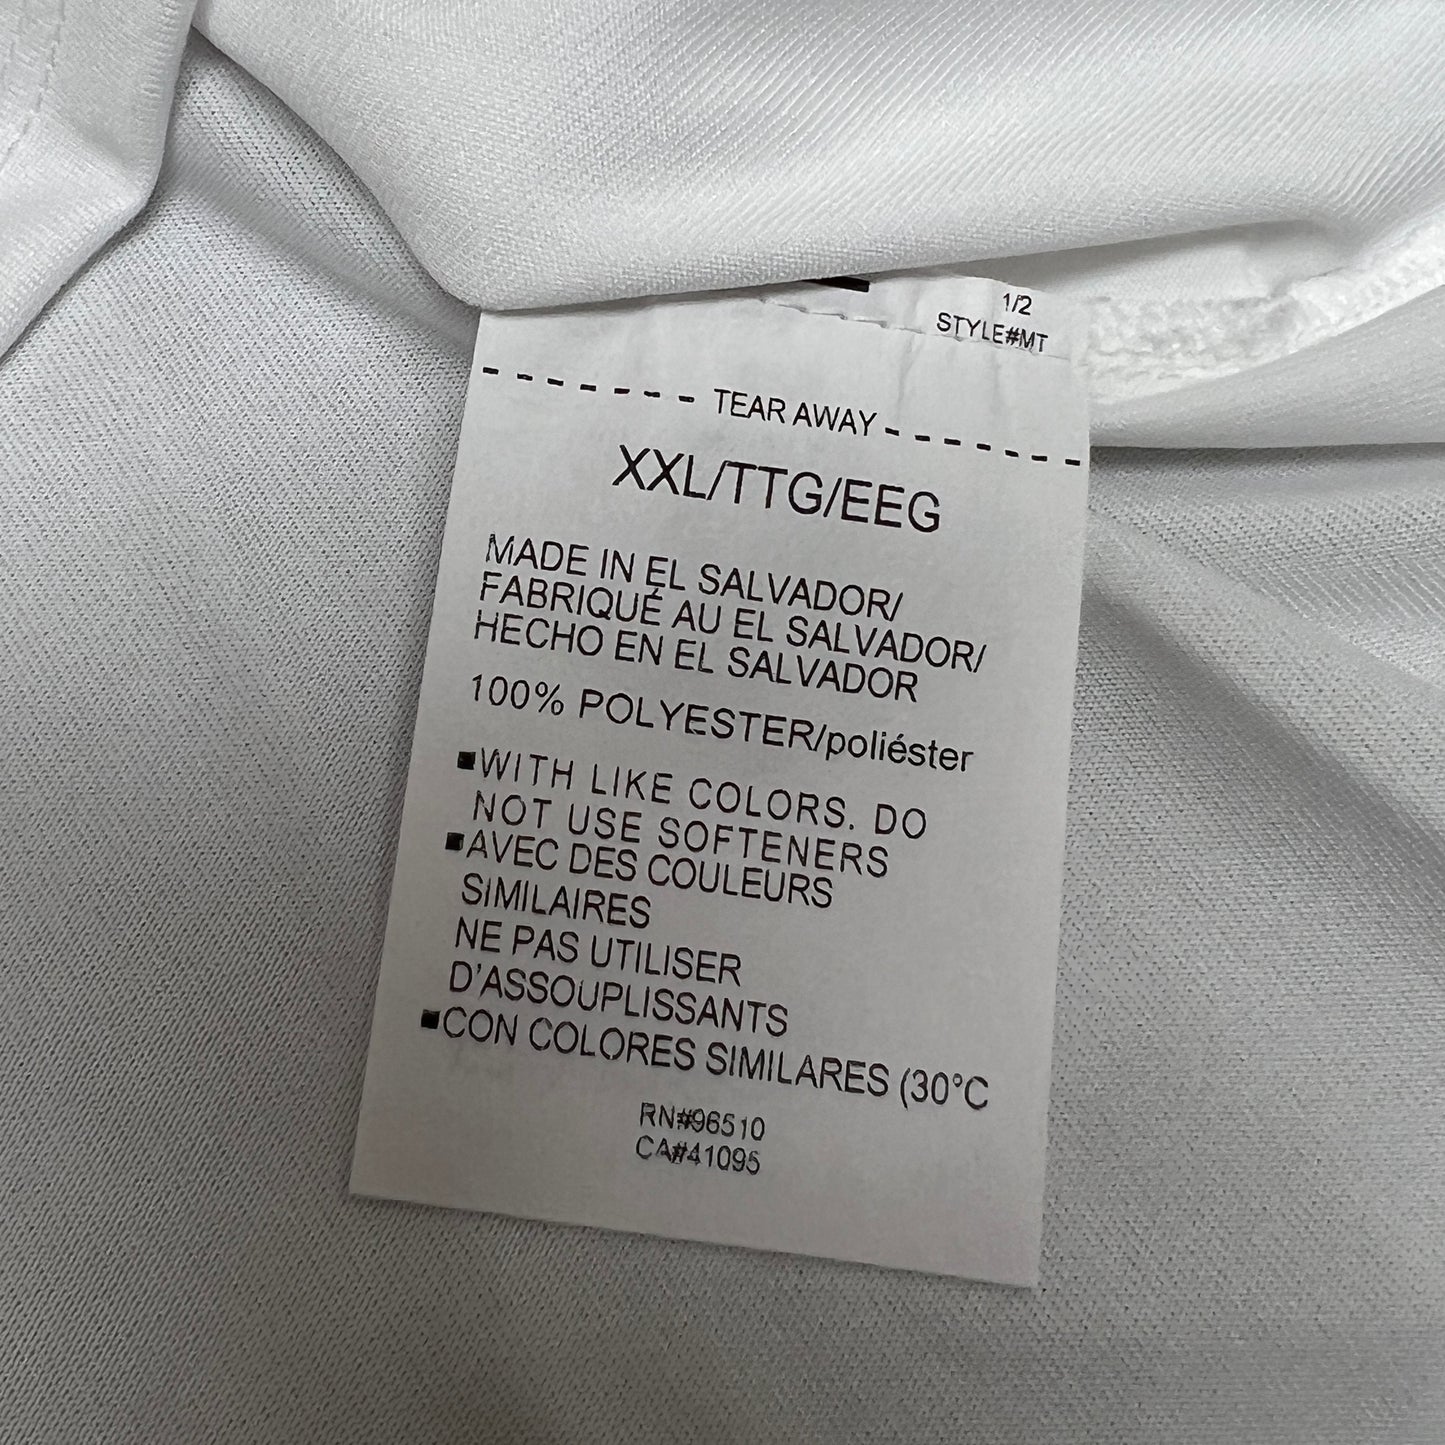 1/2
STYLE#MT
TEAR AWAY
XXL/TTG/EEG
MADE IN EL SALVADOR/
FABRIQUÉ AU EL SALVADOR/
HECHO EN EL SALVADOR
100% POLYESTER/poliéster
▪WITH LIKE COLORS. DO
NOT USE SOFTENERS
▪AVEC DES COULEURS
SIMILAIRES
NE PAS UTILISER
D'ASSOUPLISSANTS
▪CON COLORES SIMILARES (30°C
RN#96510
CA#41095